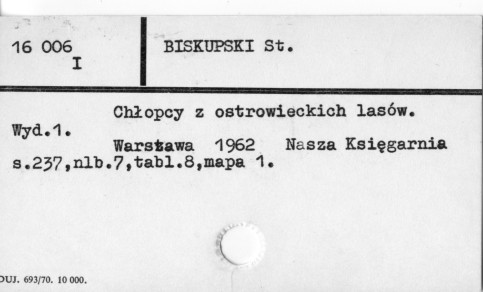 16 006
I
BISKUPSKI St.
Chłopcy z ostrowieckich lasów.
Wyd.1.
Warszawa 1962 Nasza Księgarnia
s.237,nlb.7,tabl.8,mapa 1.
DUJ. 693/70. 10 000.